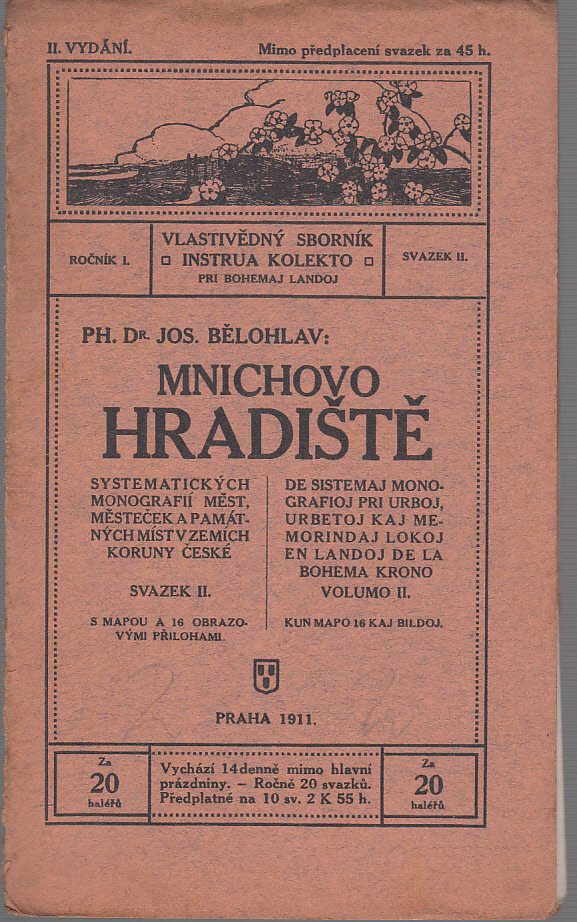 II. VYDÁNÍ.
Mimo předplacení svazek za 45 h.
ROČNÍK I.
VLASTIVĚDNÝ SBORNÍK
INSTRUA KOLEKTO
PRI BOHEMAJ LANDOJ
SVAZEK II.
PH. DR. JOS. BĚLOHLAV:
MNICHOVO
HRADIŠTĚ
SYSTEMATICKÝCH
MONOGRAFIÍ MĚST,
MĚSTEČEK A PAMÁT-
NÝCH MÍST V ZEMÍCH
KORUNY ČESKÉ
SVAZEK II.
S MAPOU A 16 OBRAZO-
VÝMI PŘILOHAMI.
DE SISTEMAJ MONO-
GRAFIOJ PRI URBOJ,
URBETOJ KAJ ME-
MORINDAJ LOKOJ
EN LANDOJ DE LA
BOHEMA KRONO
VOLUMO II.
KUN MAPO 16 KAJ BILDOJ.
PRAHA 1911.
Za
20
haléřů
Vychází 14denně mimo hlavní
prázdniny. – Ročně 20 svazků.
Předplatné na 10 sv. 2 K 55 h.
Za
20
haléřů